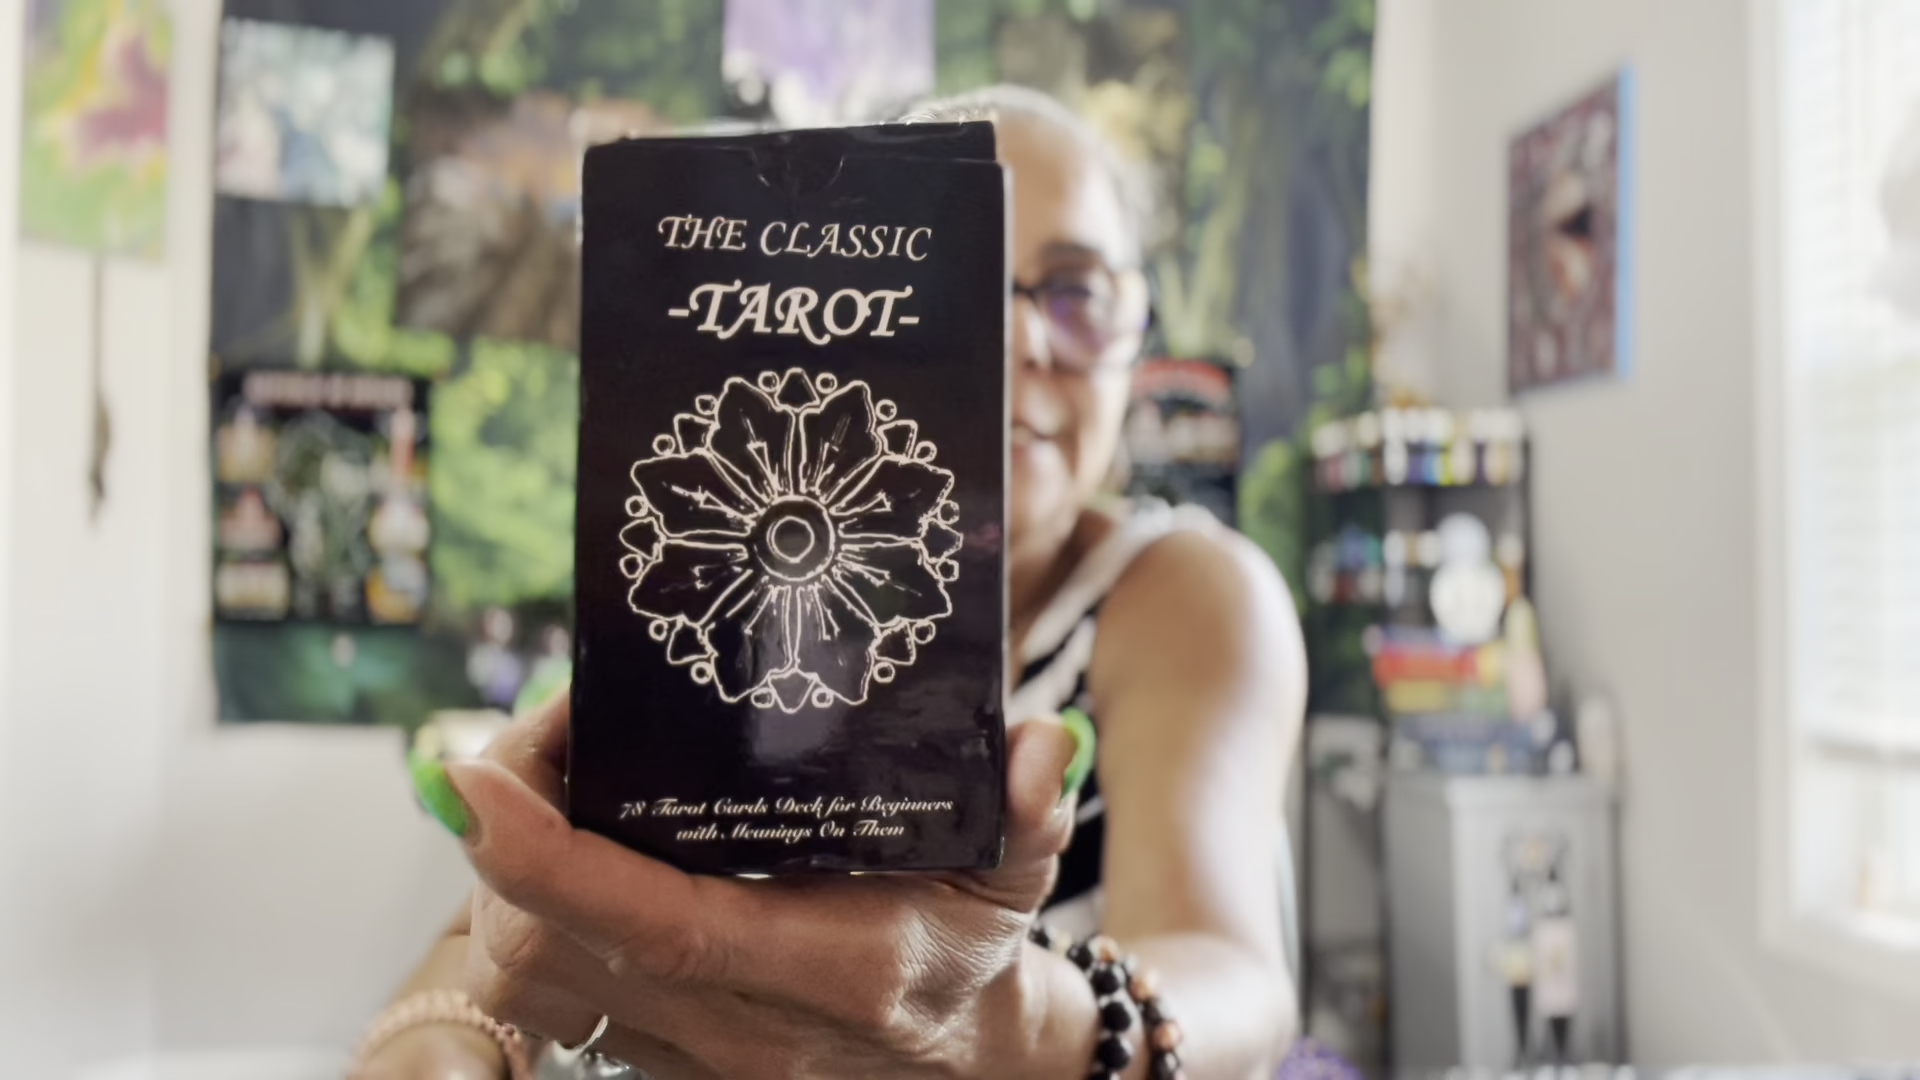 THE CLASSIC
-TAROT-
78 Tarot Cards Deck for Beginners
with Meanings On Them